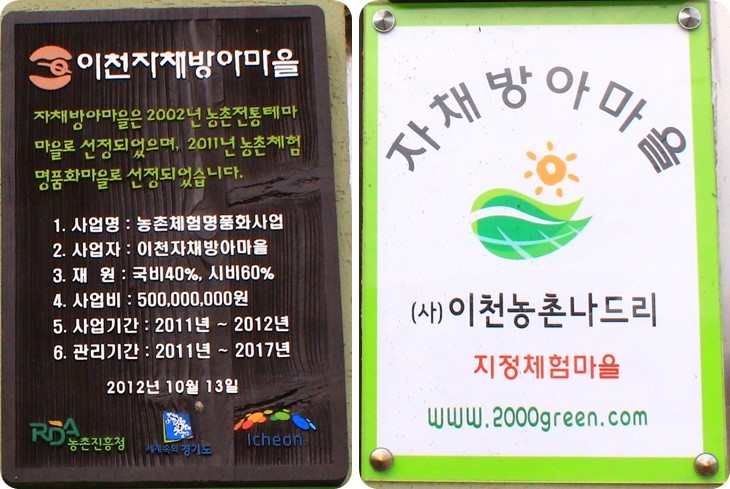 이천자채방아마을
자채방아마을은 2002년 농촌전통테마
마을로 선정되었으며, 2011년 농촌체험
명품화마을로 선정되었습니다.
1. 사업명 : 농촌체험명품화사업
2. 사업자 : 이천자채방아마을
3. 재 원 : 국비40%, 시비60%
4. 사업비 : 500,000,000원
5. 사업기간 : 2011년 ~ 2012년
6. 관리기간 : 2011년 ~ 2017년
2012년 10월 13일
RDA 농촌진흥청
세계속의 경기도
Icheon
자채방아마을
(사)이천농촌나드리
지정체험마을
www.2000green.com